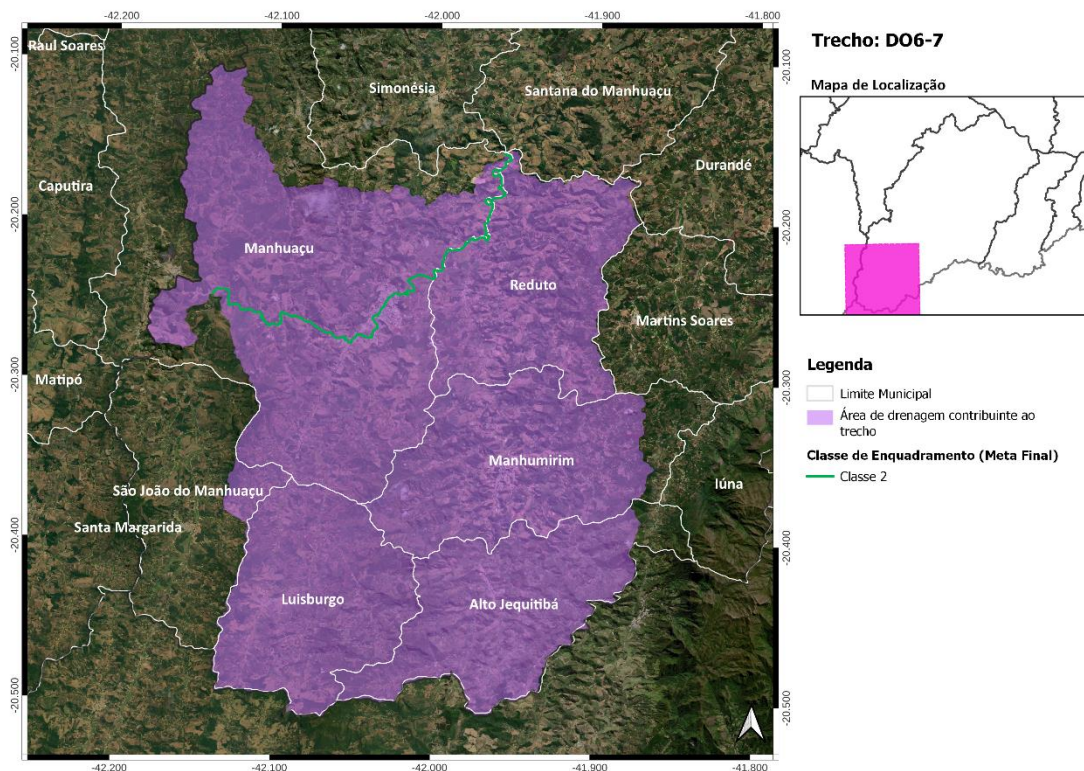 -42.200
-42.100
-42.000
-41.900
-41.800
-20.100
-20.200
-20.300
-20.400
-20.500
-20.100
-20.200
-20.300
-20.400
-20.500
Raul Soares
Simonésia
Santana do Manhuaçu
Durandé
Caputira
Manhuaçu
Reduto
Martins Soares
Matipó
Manhumirim
Iúna
São João do Manhuaçu
Santa Margarida
Luisburgo
Alto Jequitibá
-42.200
-42.100
-42.000
-41.900
-41.800
Trecho: DO6-7
Mapa de Localização
Legenda
Limite Municipal
Área de drenagem contribuinte ao
trecho
Classe de Enquadramento (Meta Final)
Classe 2